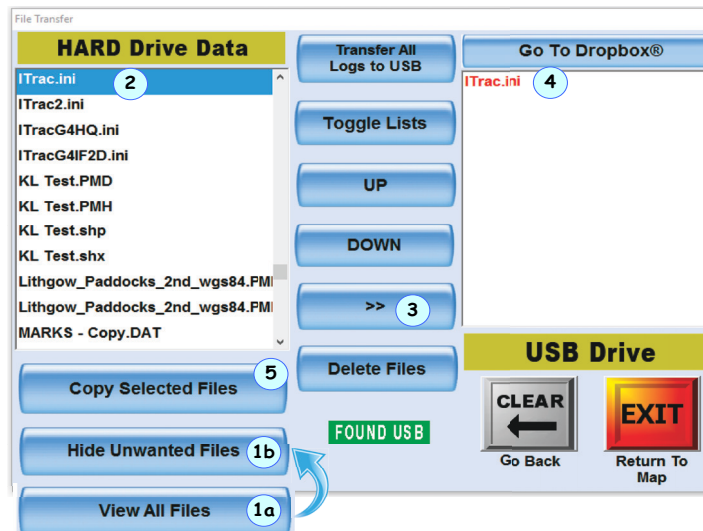 File Transfer
HARD Drive Data
ITrac.ini
2
ITrac2.ini
ITracG4HQ.ini
ITracG4IF2D.ini
KL Test.PMD
KL Test.PMH
KL Test.shp
KL Test.shx
Lithgow_Paddocks_2nd_wgs84.PMI
Lithgow_Paddocks_2nd_wgs84.PMI
MARKS - Copy.DAT
Copy Selected Files
5
Hide Unwanted Files
1b
View All Files
1a
Transfer All
Logs to USB
Toggle Lists
UP
DOWN
>>
3
Delete Files
FOUND USB
Go To Dropbox®
ITrac.ini
4
USB Drive
CLEAR
Go Back
EXIT
Return To
Map